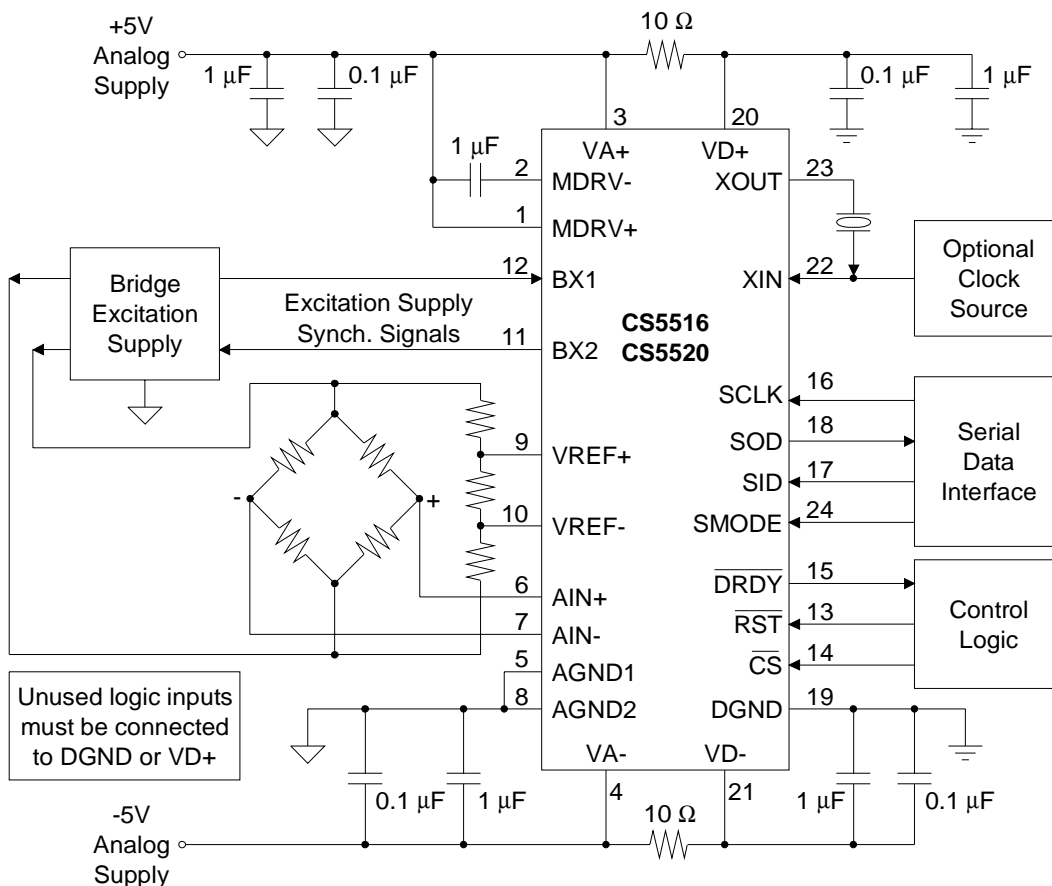 +5V
Analog
Supply
1 µF
0.1 µF
10 Ω
0.1 µF
1 µF
3
20
1 µF
VA+
VD+
2
MDRV-
XOUT
23
1
MDRV+
12
BX1
XIN
22
Optional
Clock
Source
Bridge
Excitation
Supply
Excitation Supply
Synch. Signals
11
BX2
CS5516
CS5520
SCLK
16
SOD
18
SID
17
SMODE
24
Serial
Data
Interface
9
VREF+
-
+
10
VREF-
6
AIN+
7
AIN-
5
AGND1
8
AGND2
DRDY
15
RST
13
CS
14
Control
Logic
DGND
19
Unused logic inputs
must be connected
to DGND or VD+
VA-
VD-
4
21
0.1 µF
1 µF
10 Ω
1 µF
0.1 µF
-5V
Analog
Supply